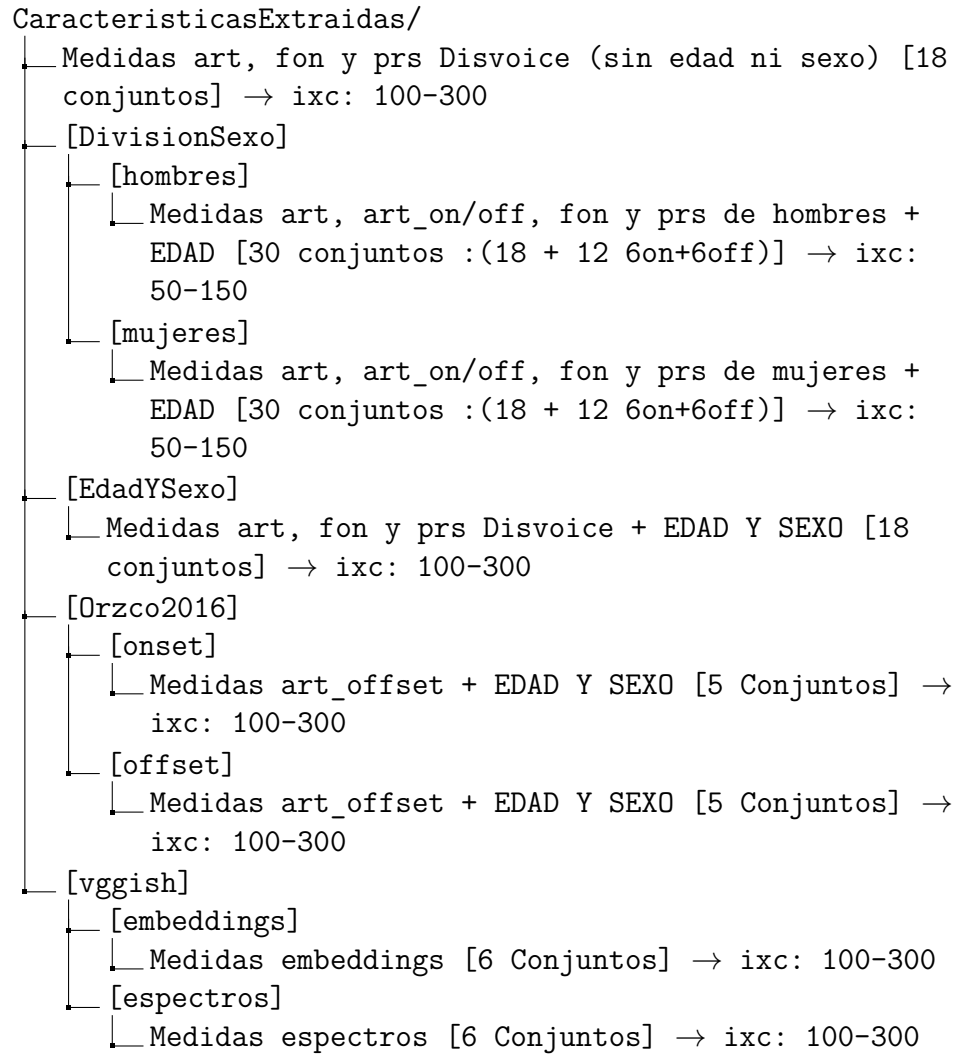 CaracteristicasExtraidas/
Medidas art, fon y prs Disvoice (sin edad ni sexo) [18
conjuntos] → ixc: 100-300
[DivisionSexo]
[hombres]
Medidas art, art_on/off, fon y prs de hombres +
EDAD [30 conjuntos :(18 + 12 6on+6off)] → ixc:
50-150
[mujeres]
Medidas art, art_on/off, fon y prs de mujeres +
EDAD [30 conjuntos :(18 + 12 6on+6off)] → ixc:
50-150
[EdadYSexo]
Medidas art, fon y prs Disvoice + EDAD Y SEXO [18
conjuntos] → ixc: 100-300
[Orzco2016]
[onset]
Medidas art_offset + EDAD Y SEXO [5 Conjuntos] →
ixc: 100-300
[offset]
Medidas art_offset + EDAD Y SEXO [5 Conjuntos] →
ixc: 100-300
[vggish]
[embeddings]
Medidas embeddings [6 Conjuntos] → ixc: 100-300
[espectros]
Medidas espectros [6 Conjuntos] → ixc: 100-300